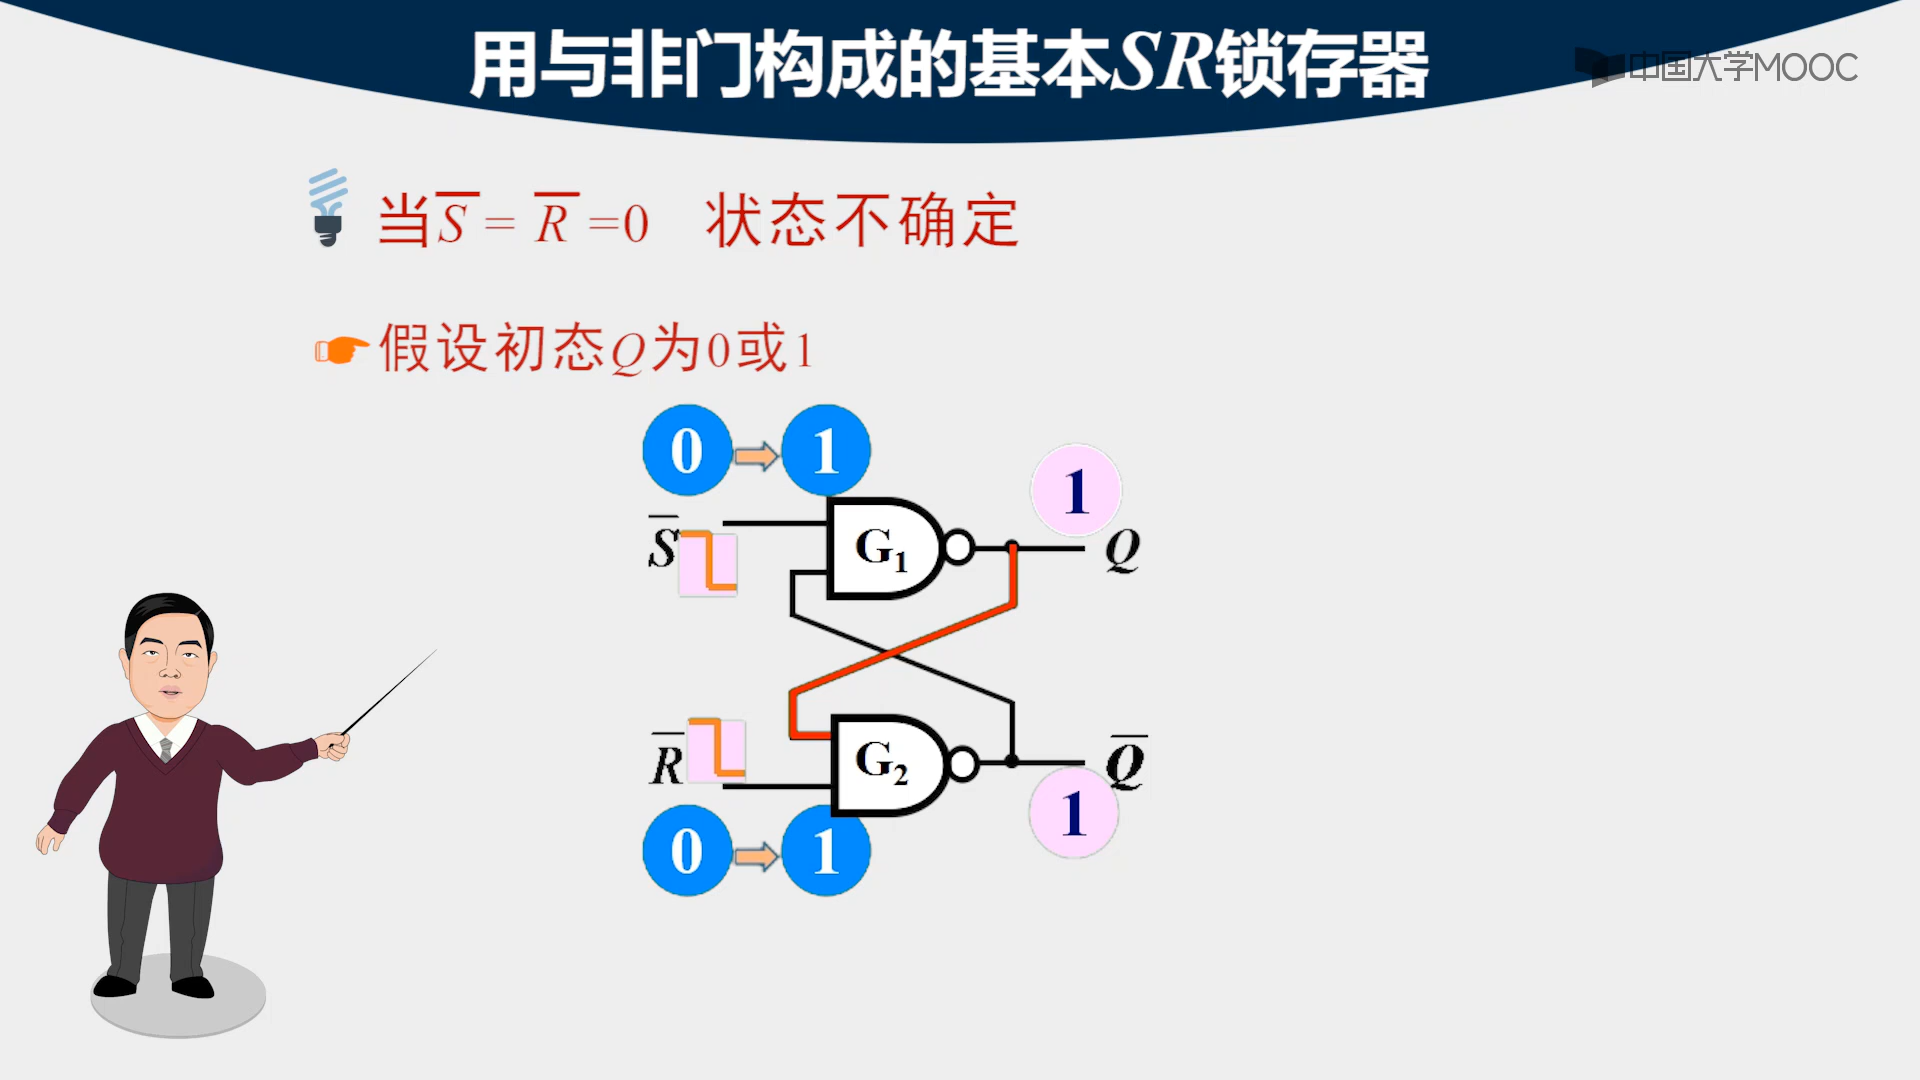 用与非门构成的基本SR锁存器
中国大学MOOC
当S̅ = R̅ =0 状态不确定
假设初态Q为0或1
0 1
1
S̅ G₁ Q
R̅ G₂ Q̅
1
0 1